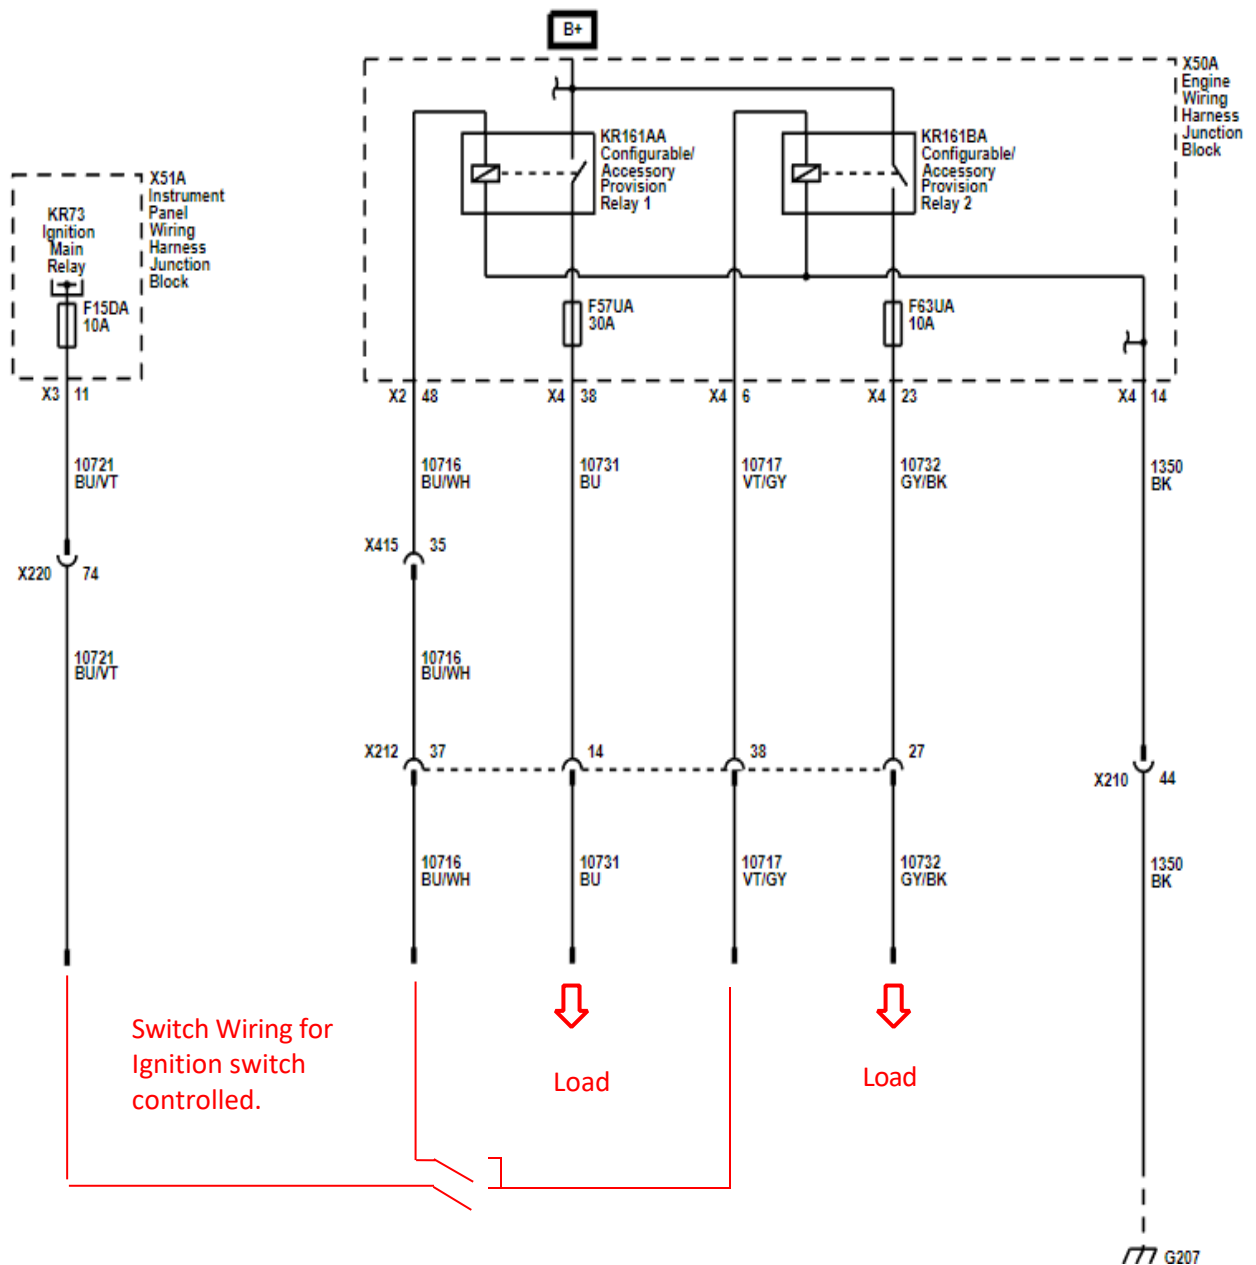 B+
X50A
Engine
Wiring
Harness
Junction
Block
KR161AA
Configurable/
Accessory
Provision
Relay 1
KR161BA
Configurable/
Accessory
Provision
Relay 2
X51A
Instrument
Panel
Wiring
Harness
Junction
Block
KR73
Ignition
Main
Relay
F15DA
10A
F57UA
30A
F63UA
10A
X3 11
X2 48
X4 38
X4 6
X4 23
X4 14
10721
BU/VT
10716
BU/WH
10731
BU
10717
VT/GY
10732
GY/BK
1350
BK
X415 35
X220 74
10721
BU/VT
10716
BU/WH
X212 37
14
38
27
X210 44
10716
BU/WH
10731
BU
10717
VT/GY
10732
GY/BK
1350
BK
Switch Wiring for
Ignition switch
controlled.
Load
Load
G207